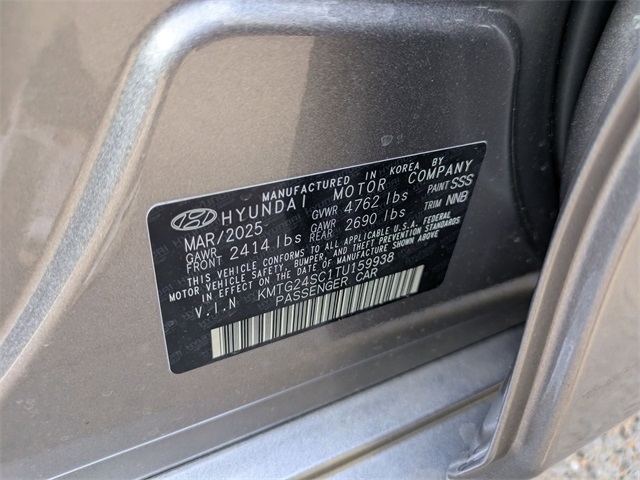 MANUFACTURED IN KOREA BY
HYUNDAI MOTOR COMPANY
MAR/2025 GVWR 4762 lbs PAINT SSS
GAWR FRONT 2414 lbs GAWR REAR 2690 lbs TRIM NNB
THIS VEHICLE CONFORMS TO ALL APPLICABLE U.S.A. FEDERAL
MOTOR VEHICLE SAFETY, BUMPER, AND THEFT PREVENTION STANDARDS
IN EFFECT ON THE DATE OF MANUFACTURE SHOWN ABOVE.
V.I.N KMTG24SC1TU159938
PASSENGER CAR